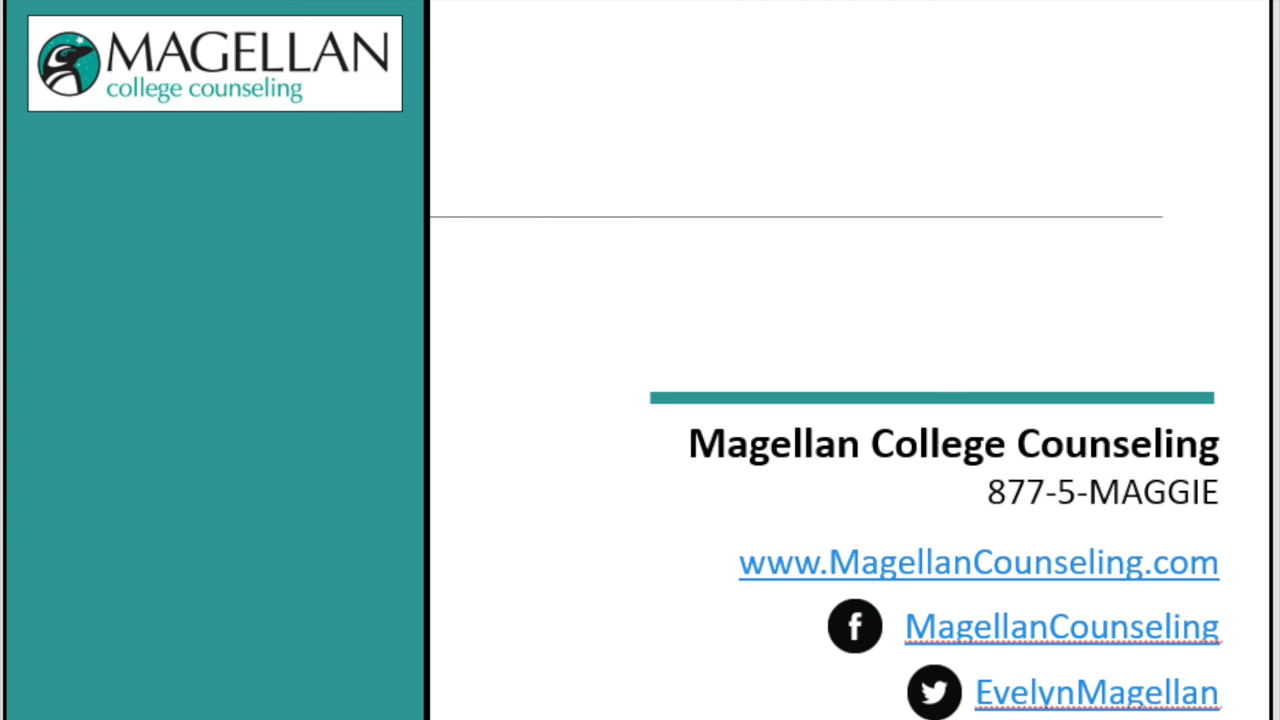 MAGELLAN
college counseling
Magellan College Counseling
877-5-MAGGIE
www.MagellanCounseling.com
MagellanCounseling
EvelynMagellan